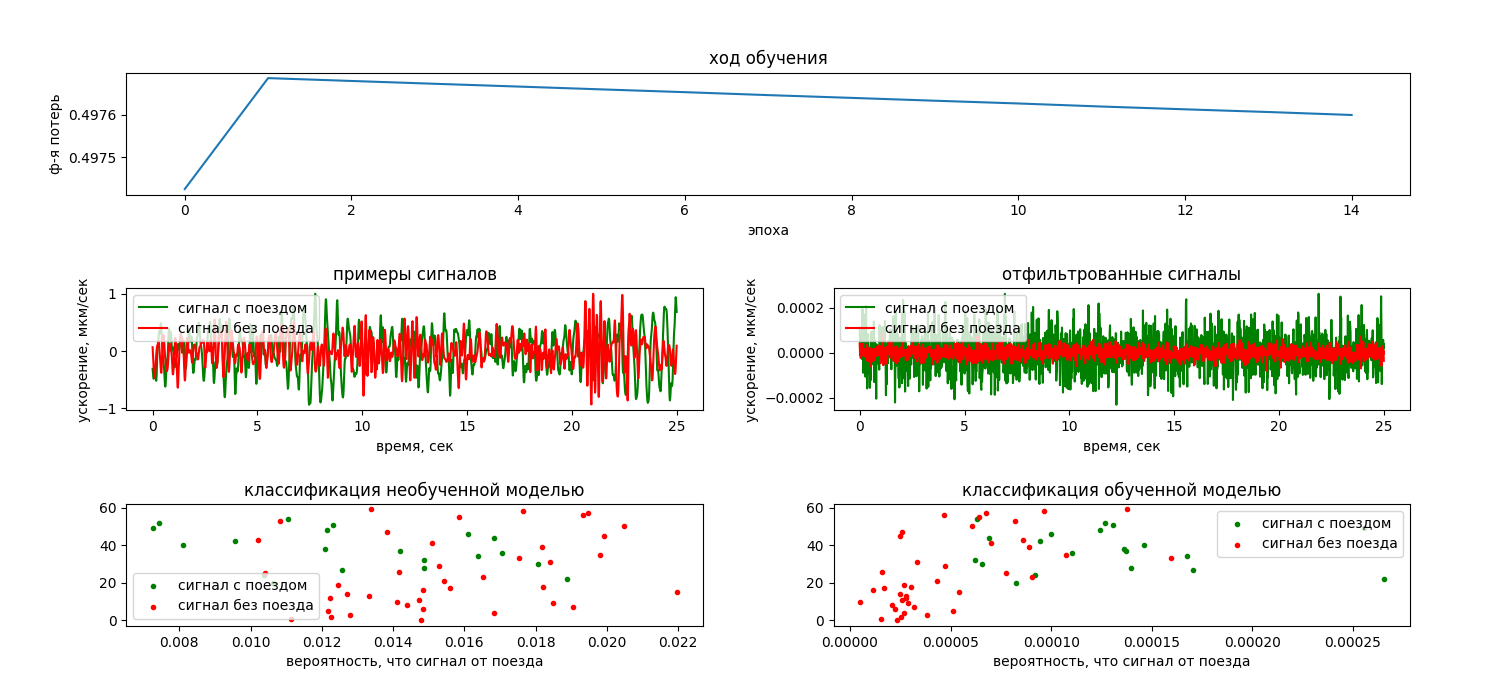 ход обучения
ф-я потерь
0.4976
0.4975
0 2 4 6 8 10 12 14
эпоха
примеры сигналов
ускорение, мкм/сек
1
0
−1
сигнал с поездом
сигнал без поезда
0 5 10 15 20 25
время, сек
отфильтрованные сигналы
ускорение, мкм/сек
0.0002
0.0000
−0.0002
сигнал с поездом
сигнал без поезда
0 5 10 15 20 25
время, сек
классификация необученной моделью
60
40
20
0
сигнал с поездом
сигнал без поезда
0.008 0.010 0.012 0.014 0.016 0.018 0.020 0.022
вероятность, что сигнал от поезда
классификация обученной моделью
60
40
20
0
сигнал с поездом
сигнал без поезда
0.00000 0.00005 0.00010 0.00015 0.00020 0.00025
вероятность, что сигнал от поезда